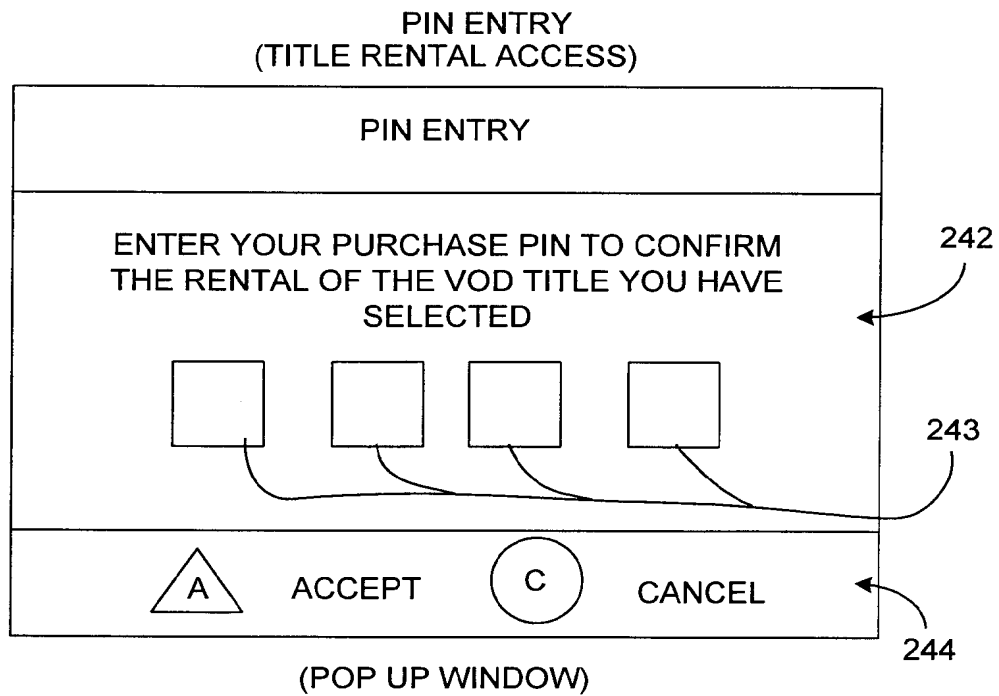 PIN ENTRY
(TITLE RENTAL ACCESS)
PIN ENTRY
ENTER YOUR PURCHASE PIN TO CONFIRM
THE RENTAL OF THE VOD TITLE YOU HAVE
SELECTED
242
243
A ACCEPT C CANCEL
244
(POP UP WINDOW)